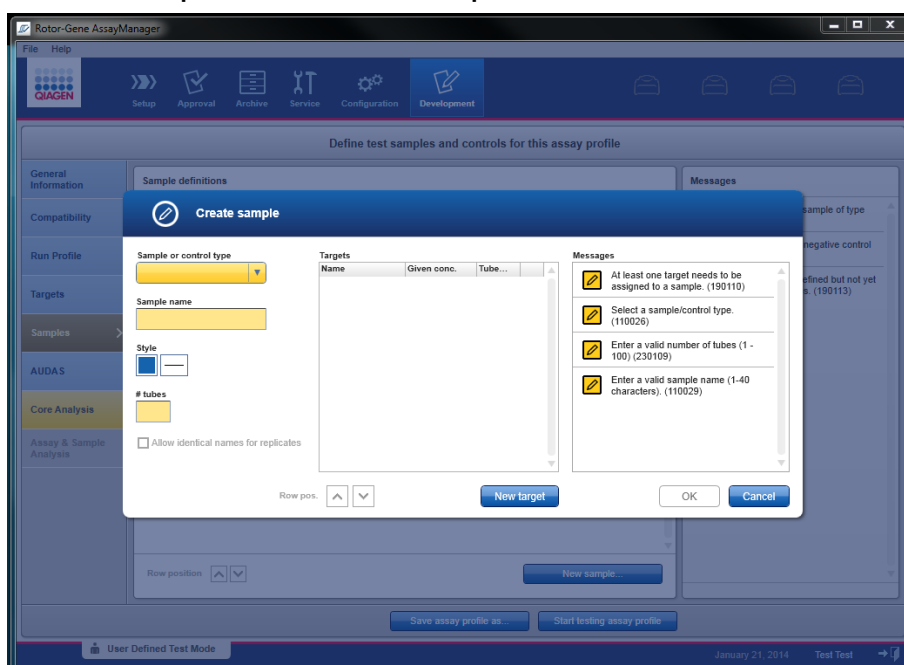 Rotor-Gene AssayManager
File Help
QIAGEN
Setup Approval Archive Service Configuration Development
Define test samples and controls for this assay profile
General
Information
Compatibility
Run Profile
Targets
Samples
AUDAS
Core Analysis
Assay & Sample
Analysis
Sample definitions
Messages
sample of type
negative control
efined but not yet
s. (190113)
Create sample
Sample or control type
Sample name
Style
# tubes
Allow identical names for replicates
Targets
Name Given conc. Tube...
Row pos.
New target
Messages
At least one target needs to be
assigned to a sample. (190110)
Select a sample/control type.
(110026)
Enter a valid number of tubes (1 -
100) (230109)
Enter a valid sample name (1-40
characters). (110029)
OK Cancel
Row position
New sample...
Save assay profile as... Start testing assay profile
User Defined Test Mode
January 21, 2014 Test Test